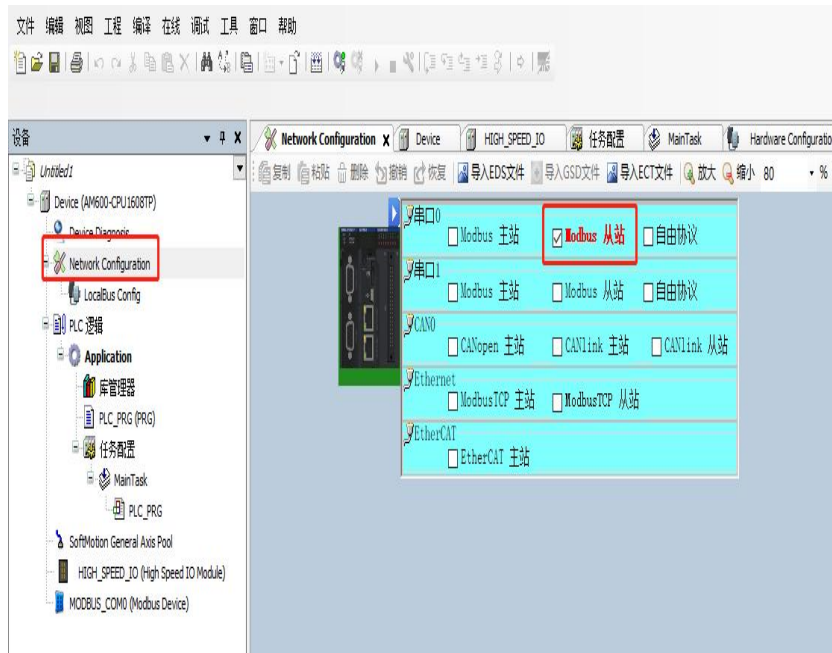 文件 编辑 视图 工程 编译 在线 调试 工具 窗口 帮助
设备
Network Configuration Device HIGH_SPEED_IO 任务配置 MainTask Hardware Configuratio
复制 粘贴 删除 撤销 恢复 导入EDS文件 导入GSD文件 导入ECT文件 放大 缩小 80 %
Untitled1
Device (AM600-CPU1608TP)
Device Diagnosis
Network Configuration
LocalBus Config
PLC 逻辑
Application
库管理器
PLC_PRG (PRG)
任务配置
MainTask
PLC_PRG
SoftMotion General Axis Pool
HIGH_SPEED_IO (High Speed IO Module)
MODBUS_COM0 (Modbus Device)
串口0
Modbus 主站 Modbus 从站 自由协议
串口1
Modbus 主站 Modbus 从站 自由协议
CAN0
CANopen 主站 CANlink 主站 CANlink 从站
Ethernet
ModbusTCP 主站 ModbusTCP 从站
EtherCAT
EtherCAT 主站